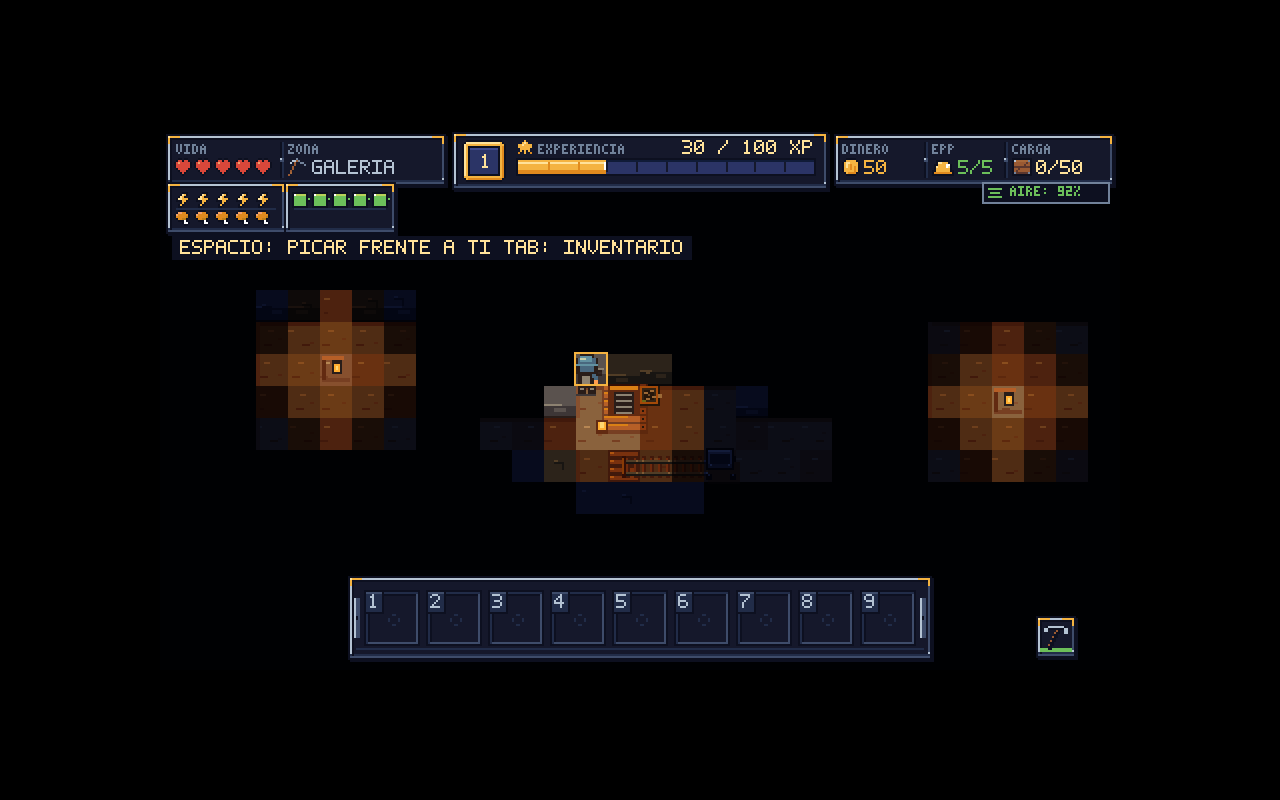 VIDA
ZONA
GALERIA
1
EXPERIENCIA
30 / 100 XP
DINERO
50
EPP
5/5
CARGA
0/50
AIRE: 92%
ESPACIO: PICAR FRENTE A TI TAB: INVENTARIO
1 2 3 4 5 6 7 8 9